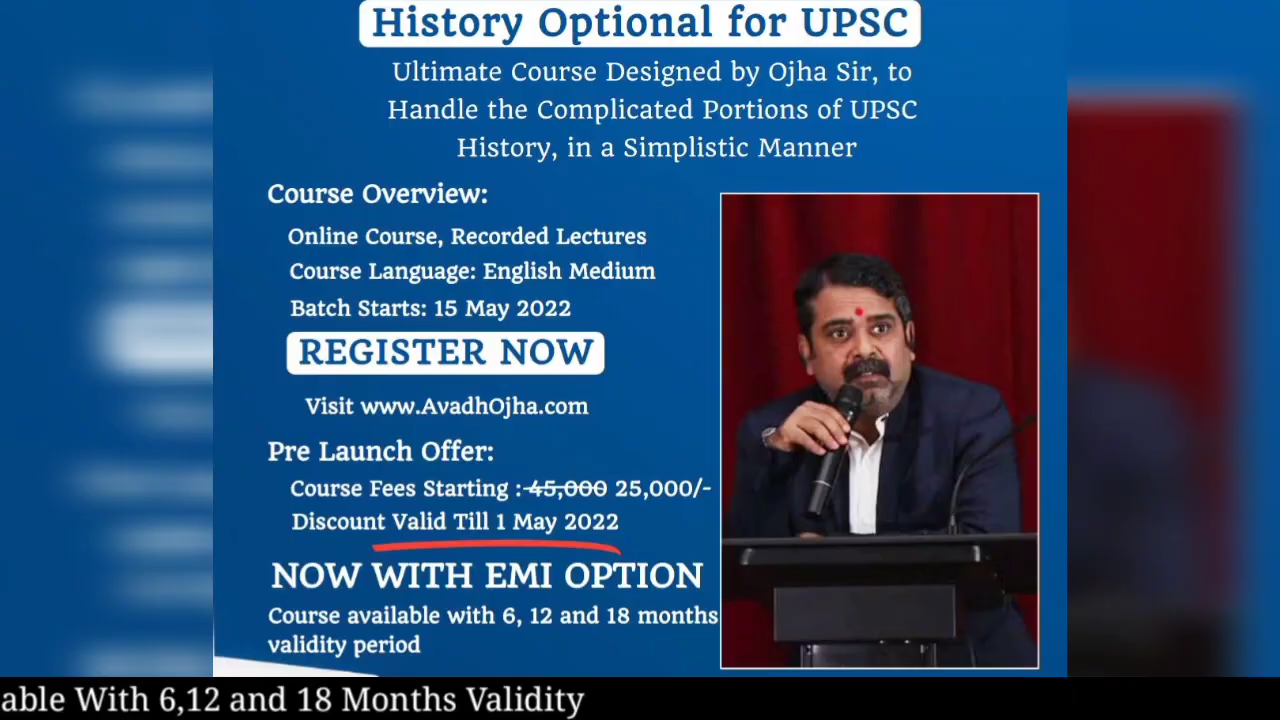 History Optional for UPSC
Ultimate Course Designed by Ojha Sir, to
Handle the Complicated Portions of UPSC
History, in a Simplistic Manner
Course Overview:
Online Course, Recorded Lectures
Course Language: English Medium
Batch Starts: 15 May 2022
REGISTER NOW
Visit www.AvadhOjha.com
Pre Launch Offer:
Course Fees Starting : 45,000 25,000/-
Discount Valid Till 1 May 2022
NOW WITH EMI OPTION
Course available with 6, 12 and 18 months
validity period
able With 6,12 and 18 Months Validity